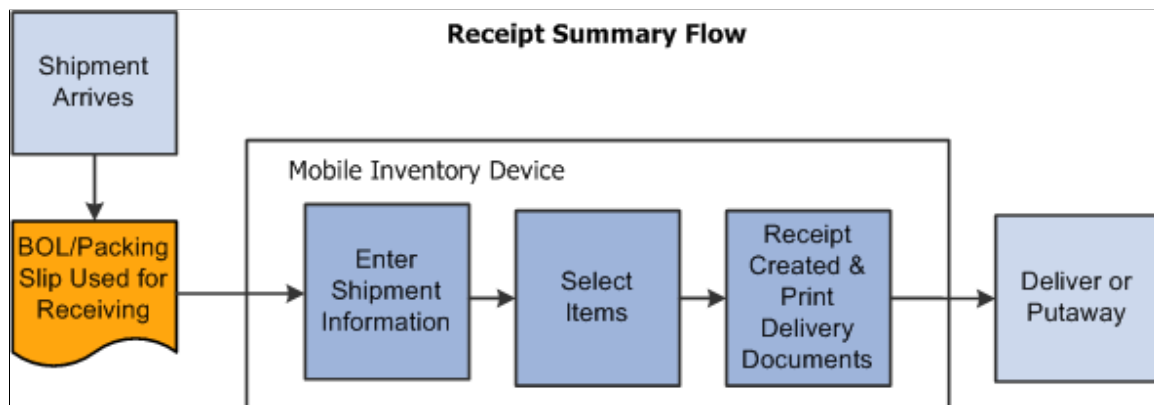 Receipt Summary Flow
Shipment
Arrives
Mobile Inventory Device
BOL/Packing
Slip Used for
Receiving
Enter
Shipment
Information
Select
Items
Receipt
Created &
Print
Delivery
Documents
Deliver or
Putaway